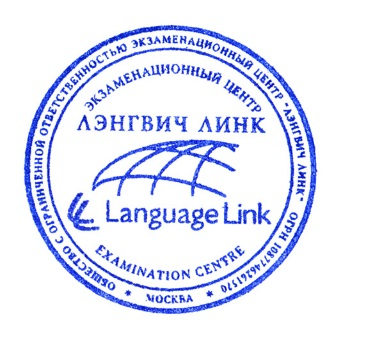 ОБЩЕСТВО С ОГРАНИЧЕННОЙ ОТВЕТСТВЕННОСТЬЮ ЭКЗАМЕНАЦИОННЫЙ ЦЕНТР "ЛЭНГВИЧ ЛИНК" ОГРН 1087746261570
* МОСКВА *
ЭКЗАМЕНАЦИОННЫЙ ЦЕНТР
ЛЭНГВИЧ ЛИНК
Language Link
EXAMINATION CENTRE